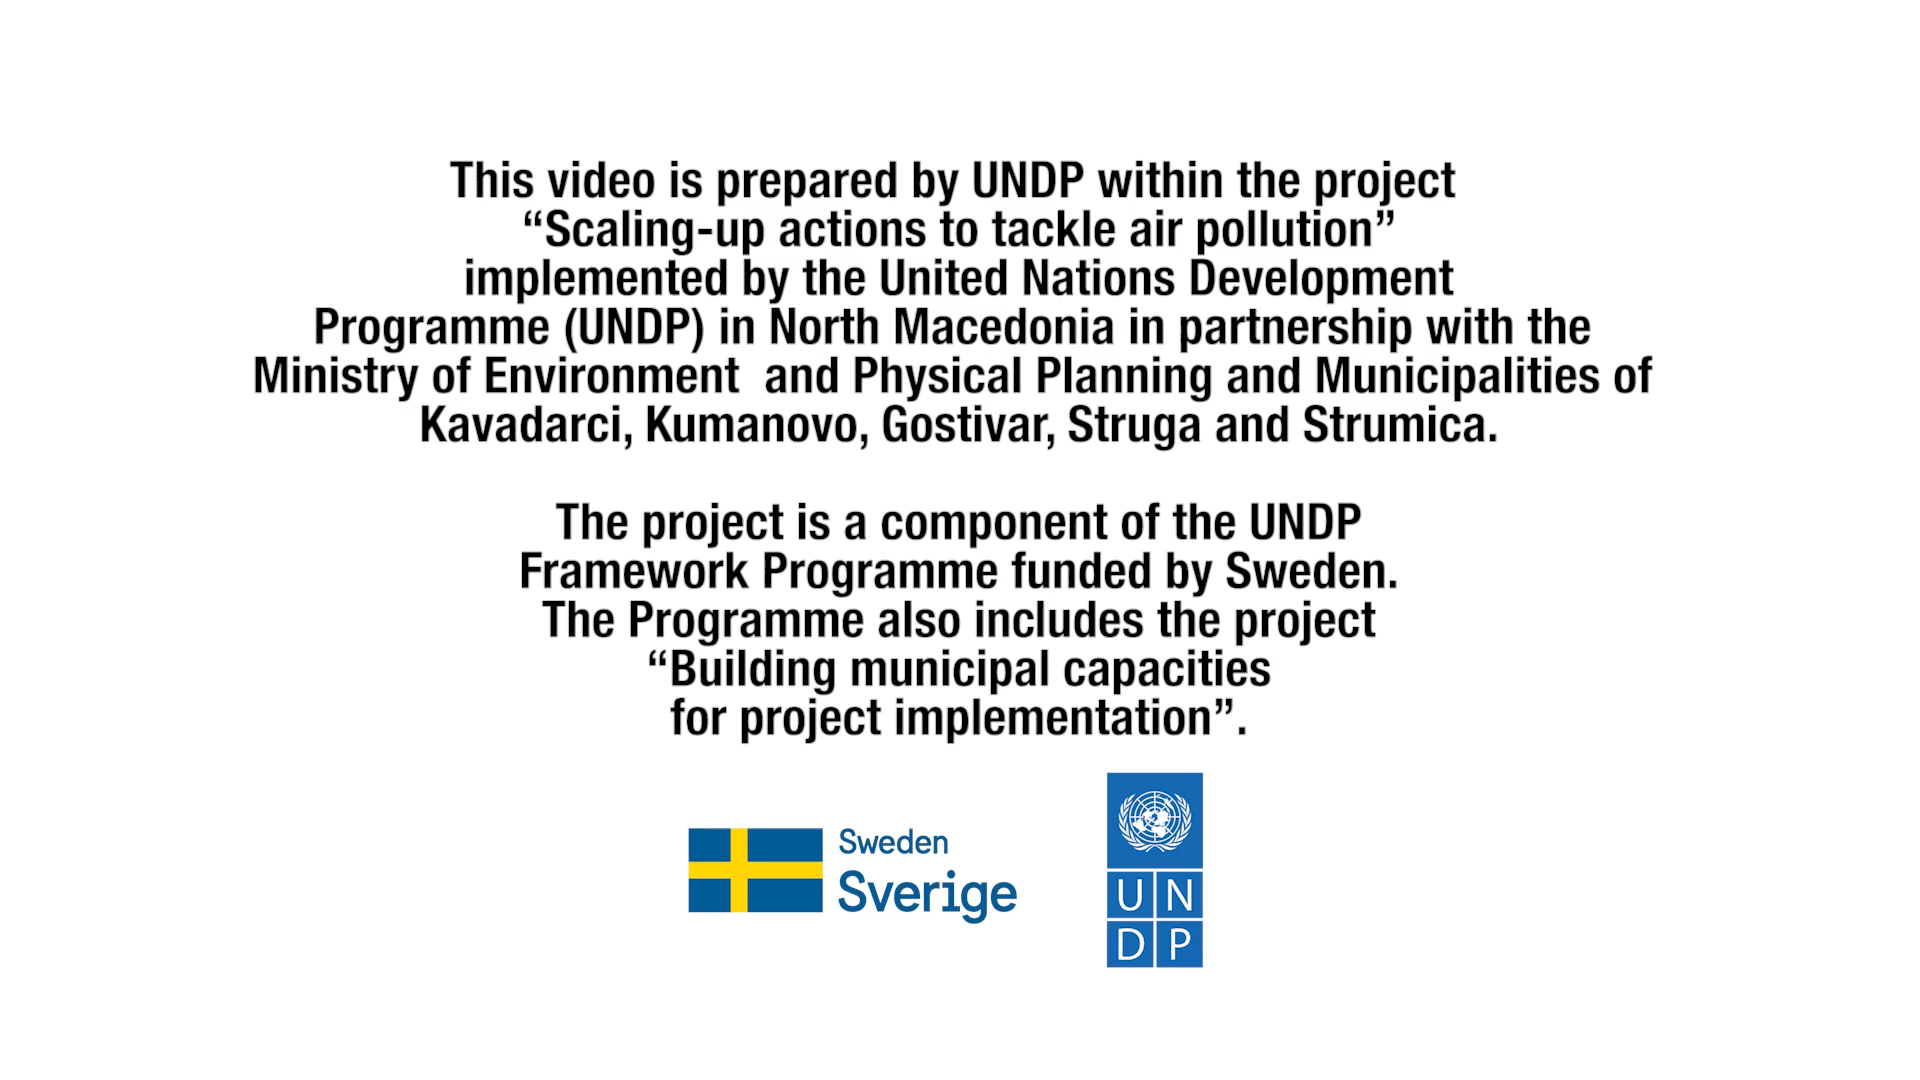 This video is prepared by UNDP within the project
“Scaling-up actions to tackle air pollution”
implemented by the United Nations Development
Programme (UNDP) in North Macedonia in partnership with the
Ministry of Environment  and Physical Planning and Municipalities of
Kavadarci, Kumanovo, Gostivar, Struga and Strumica.
The project is a component of the UNDP
Framework Programme funded by Sweden.
The Programme also includes the project
“Building municipal capacities
for project implementation”.
Sweden
Sverige
U N
D P